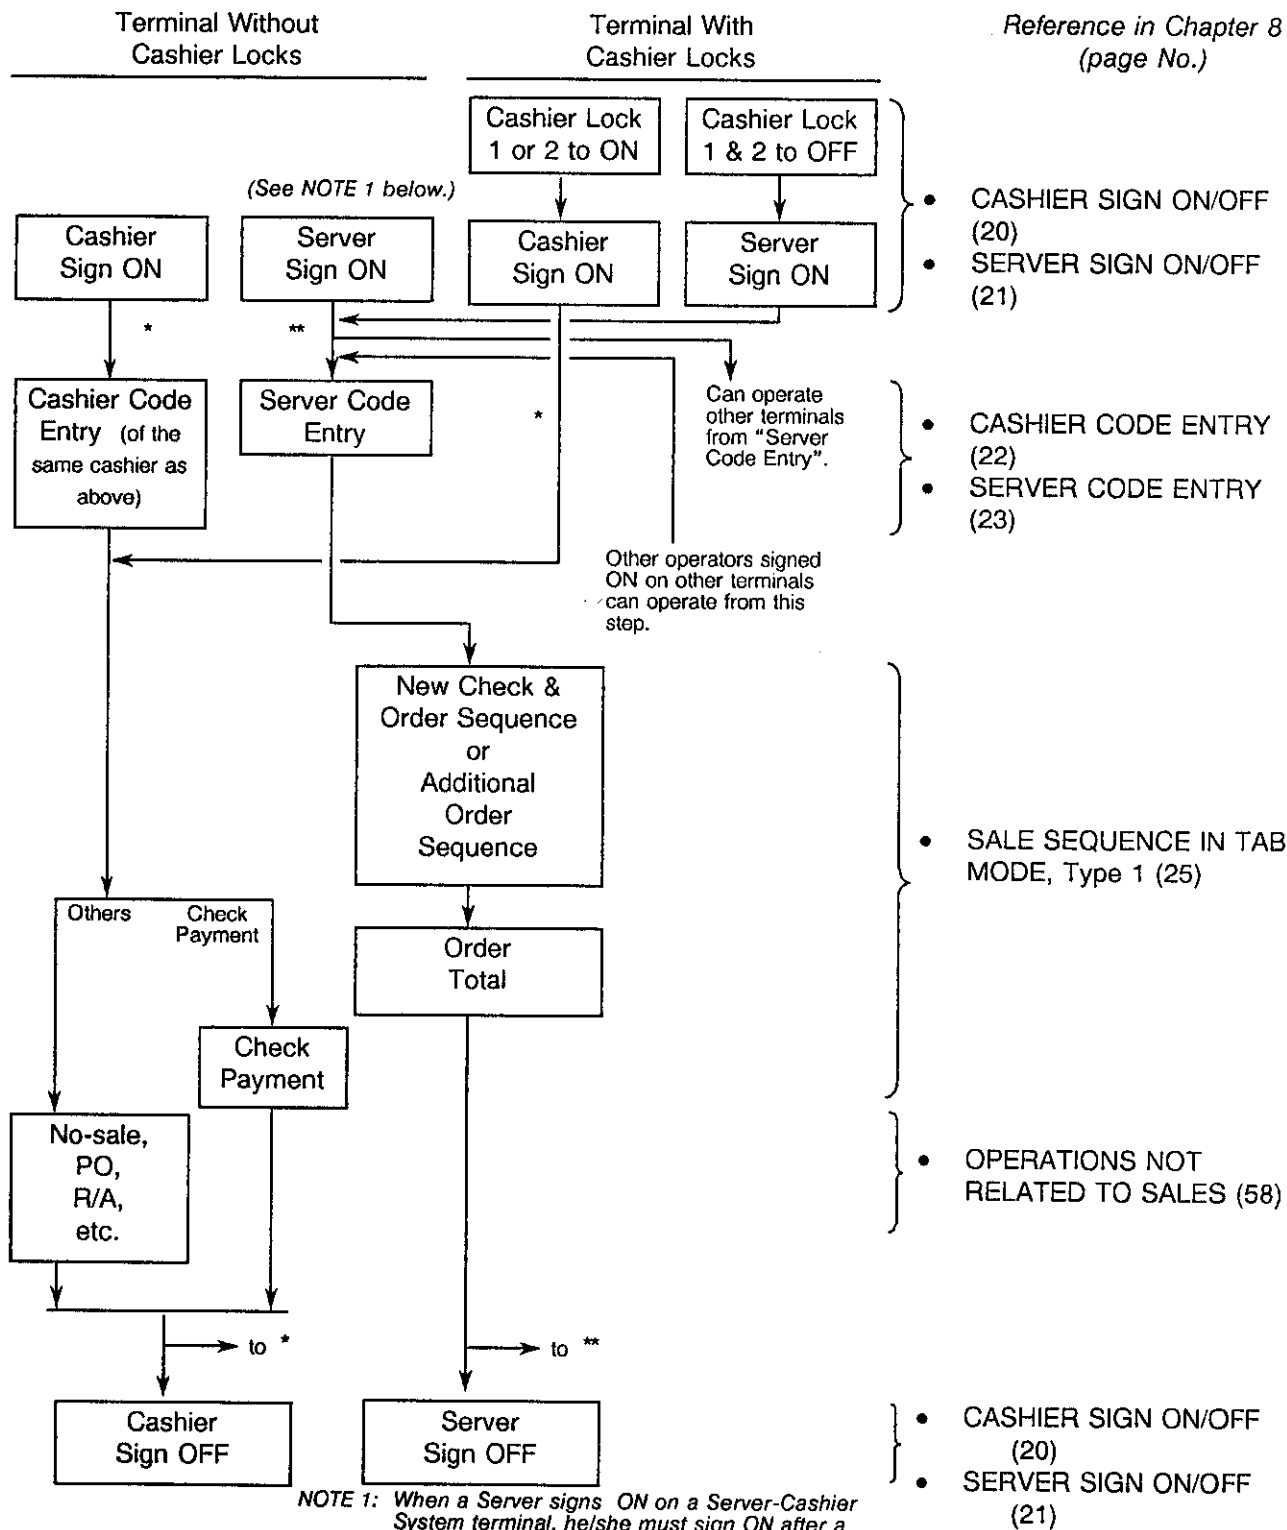 Terminal Without
Cashier Locks
Terminal With
Cashier Locks
Reference in Chapter 8
(page No.)
Cashier Lock
1 or 2 to ON
Cashier Lock
1 & 2 to OFF
(See NOTE 1 below.)
Cashier
Sign ON
Server
Sign ON
Cashier
Sign ON
Server
Sign ON
• CASHIER SIGN ON/OFF
(20)
• SERVER SIGN ON/OFF
(21)
*
**
Cashier Code
Entry (of the
same cashier as
above)
Server Code
Entry
*
Can operate
other terminals
from "Server
Code Entry".
• CASHIER CODE ENTRY
(22)
• SERVER CODE ENTRY
(23)
Other operators signed
ON on other terminals
can operate from this
step.
New Check &
Order Sequence
or
Additional
Order
Sequence
• SALE SEQUENCE IN TAB
MODE, Type 1 (25)
Others
Check
Payment
Order
Total
Check
Payment
No-sale,
PO,
R/A,
etc.
• OPERATIONS NOT
RELATED TO SALES (58)
to *
to **
Cashier
Sign OFF
Server
Sign OFF
• CASHIER SIGN ON/OFF
(20)
• SERVER SIGN ON/OFF
(21)
NOTE 1: When a Server signs ON on a Server-Cashier
System terminal, he/she must sign ON after a